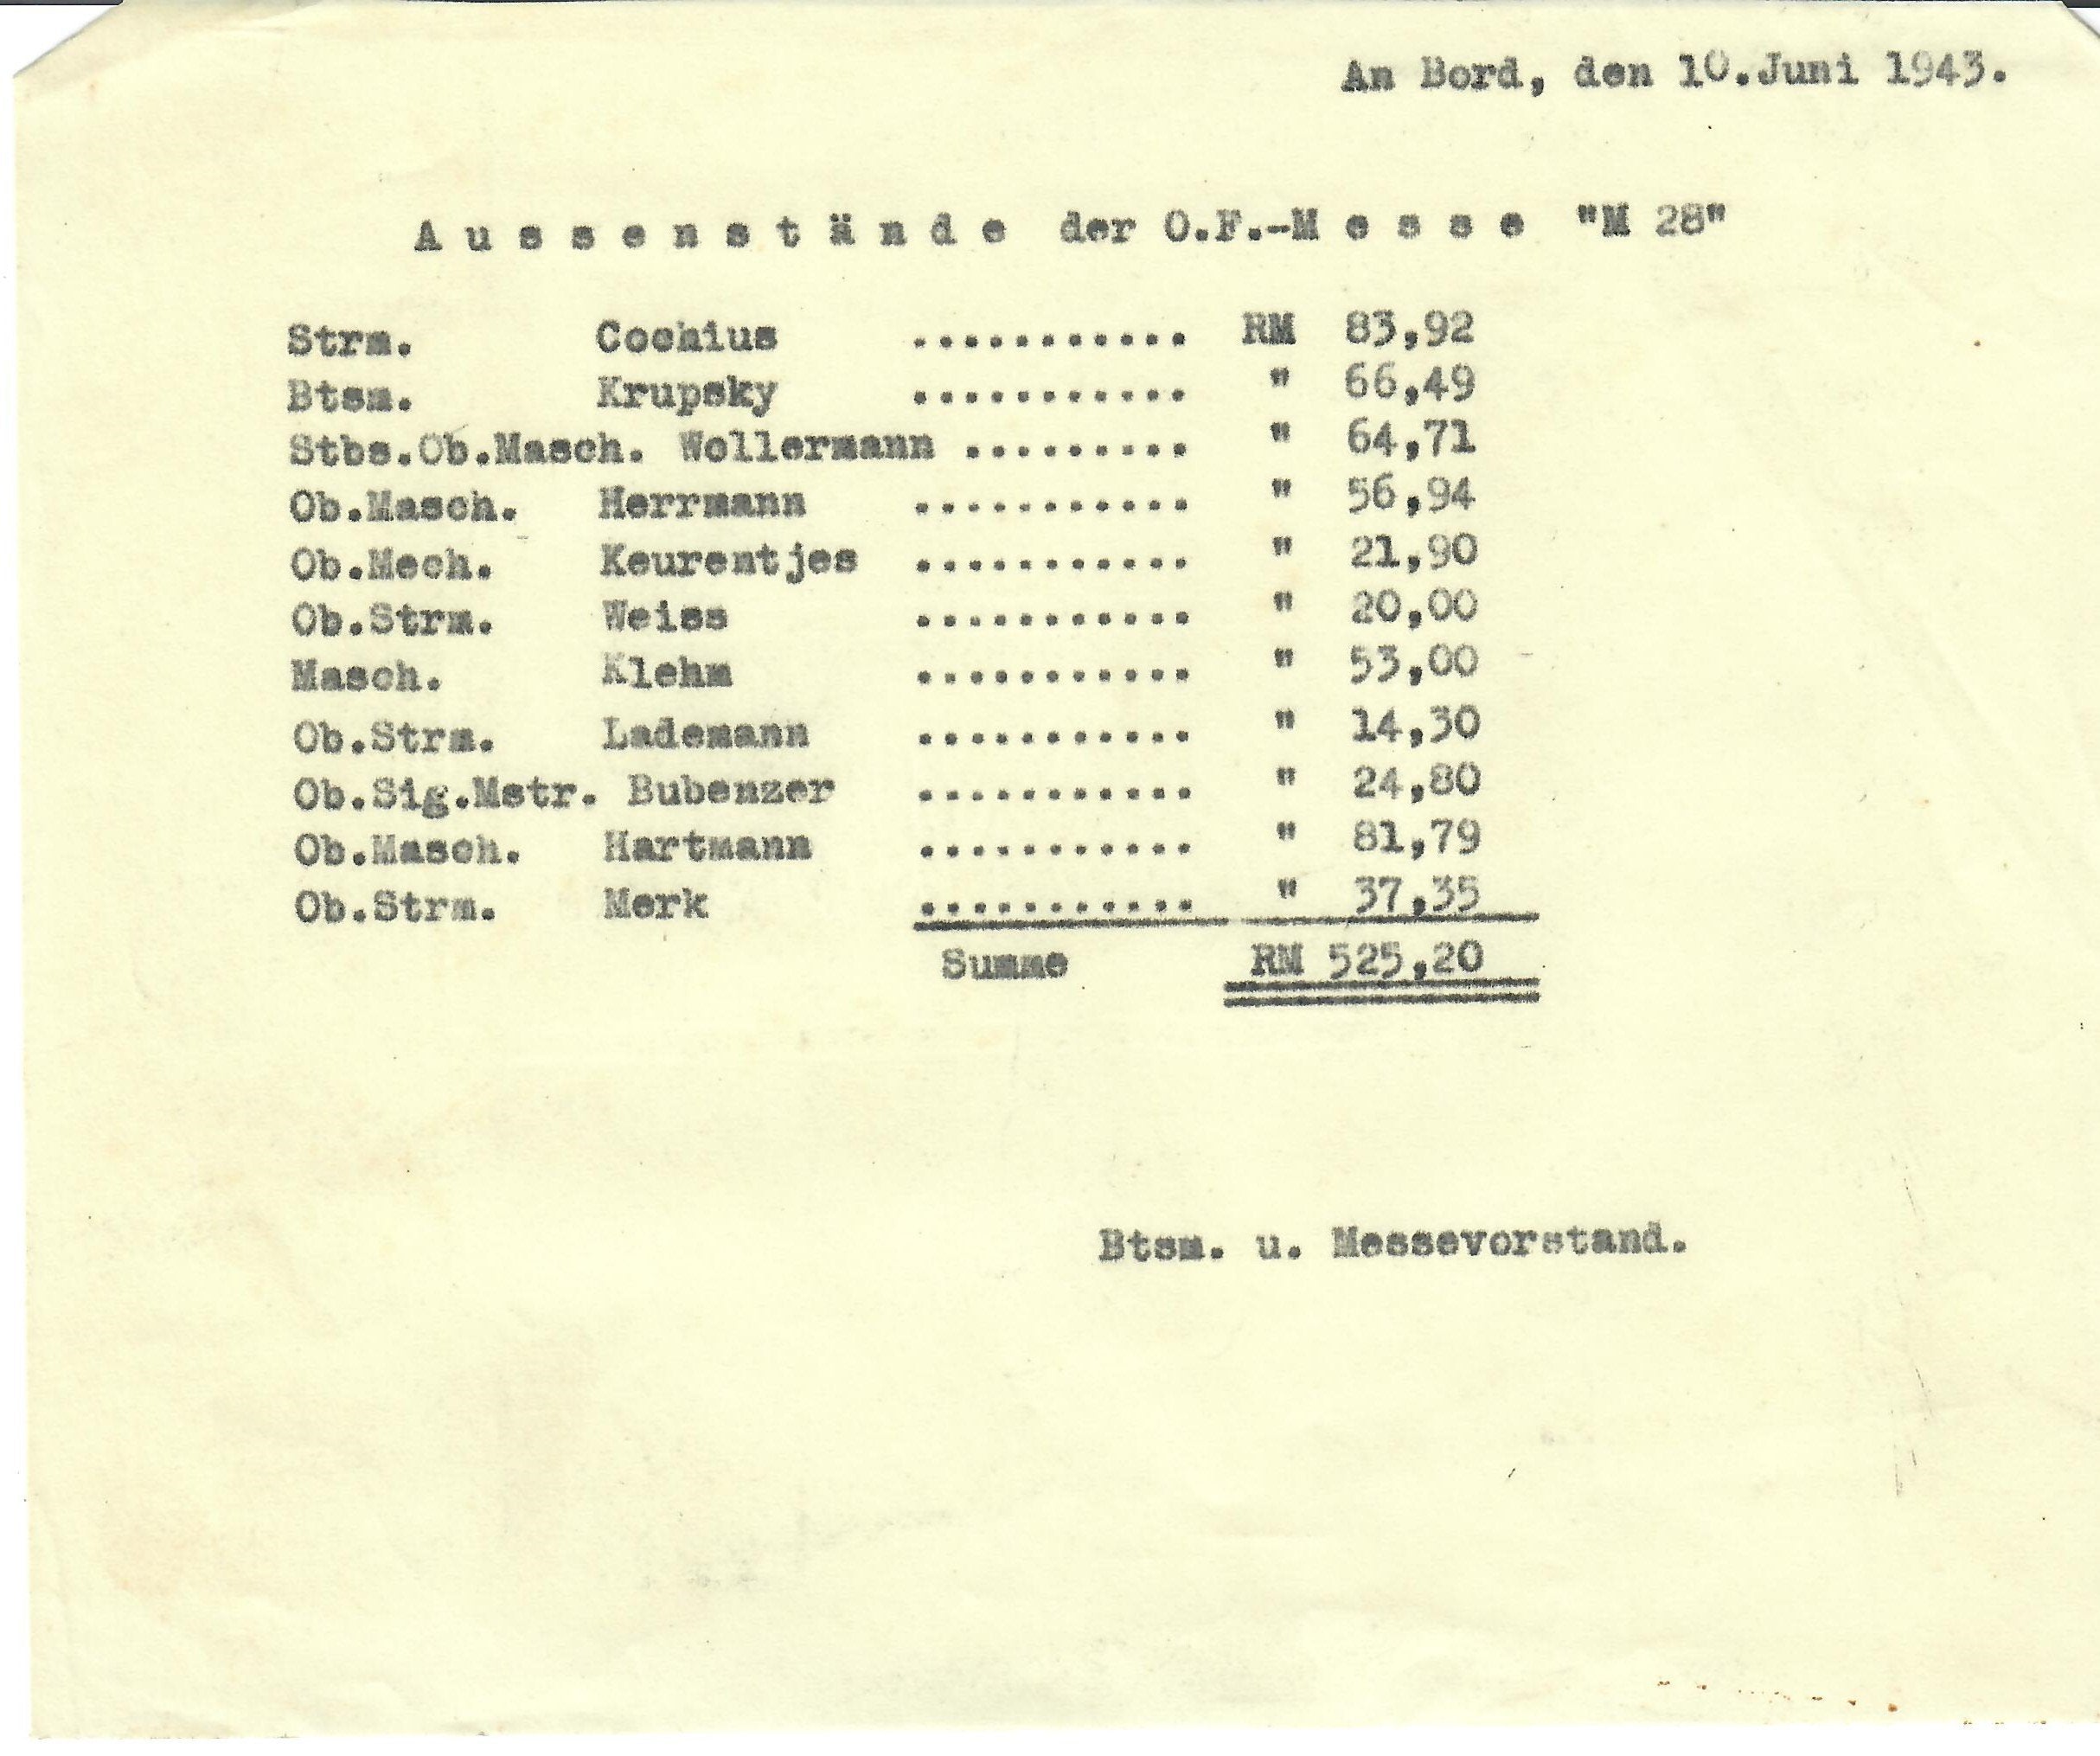 An Bord, den 10.Juni 1943.
A u s s e n s t ä n d e der O.F.-M e s s e "M 28"
Strm. Cochius ........... RM 83,92
Btsm. Krupsky ........... " 66,49
Stbs.Ob.Masch. Wollermann ......... " 64,71
Ob.Masch. Herrmann ........... " 56,94
Ob.Mech. Keurentjes ........... " 21,90
Ob.Strm. Weiss ........... " 20,00
Masch. Klehm ........... " 53,00
Ob.Strm. Lademann ........... " 14,30
Ob.Sig.Mstr. Bubenzer ........... " 24,80
Ob.Masch. Hartmann ........... " 81,79
Ob.Strm. Merk ........... " 37,35
Summe RM 525,20
Btsm. u. Messevorstand.